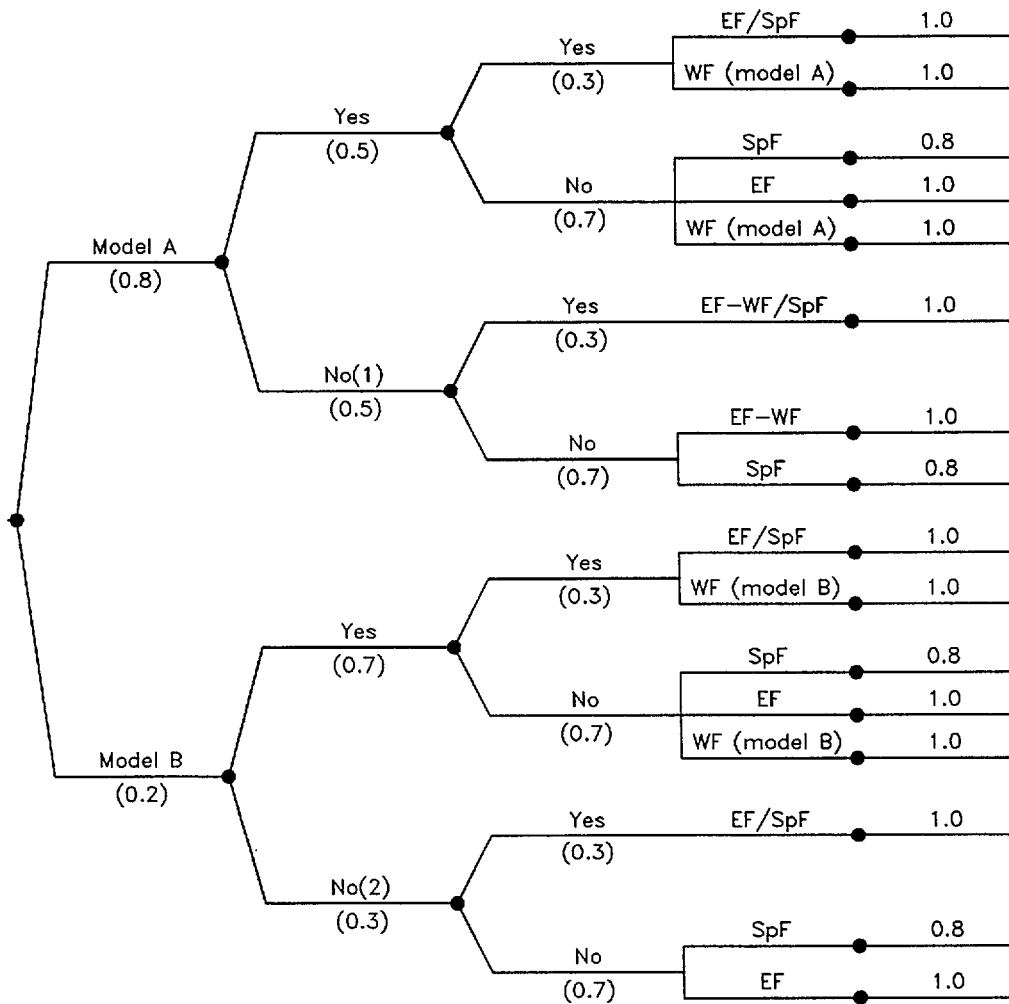 EF/SpF 1.0
Yes
(0.3)
WF (model A) 1.0
Yes
(0.5)
SpF 0.8
No
(0.7)
EF 1.0
WF (model A) 1.0
Model A
(0.8)
Yes
(0.3)
EF-WF/SpF 1.0
No(1)
(0.5)
EF-WF 1.0
No
(0.7)
SpF 0.8
EF/SpF 1.0
Yes
(0.3)
WF (model B) 1.0
Yes
(0.7)
SpF 0.8
No
(0.7)
EF 1.0
WF (model B) 1.0
Model B
(0.2)
Yes
(0.3)
EF/SpF 1.0
No(2)
(0.3)
SpF 0.8
No
(0.7)
EF 1.0